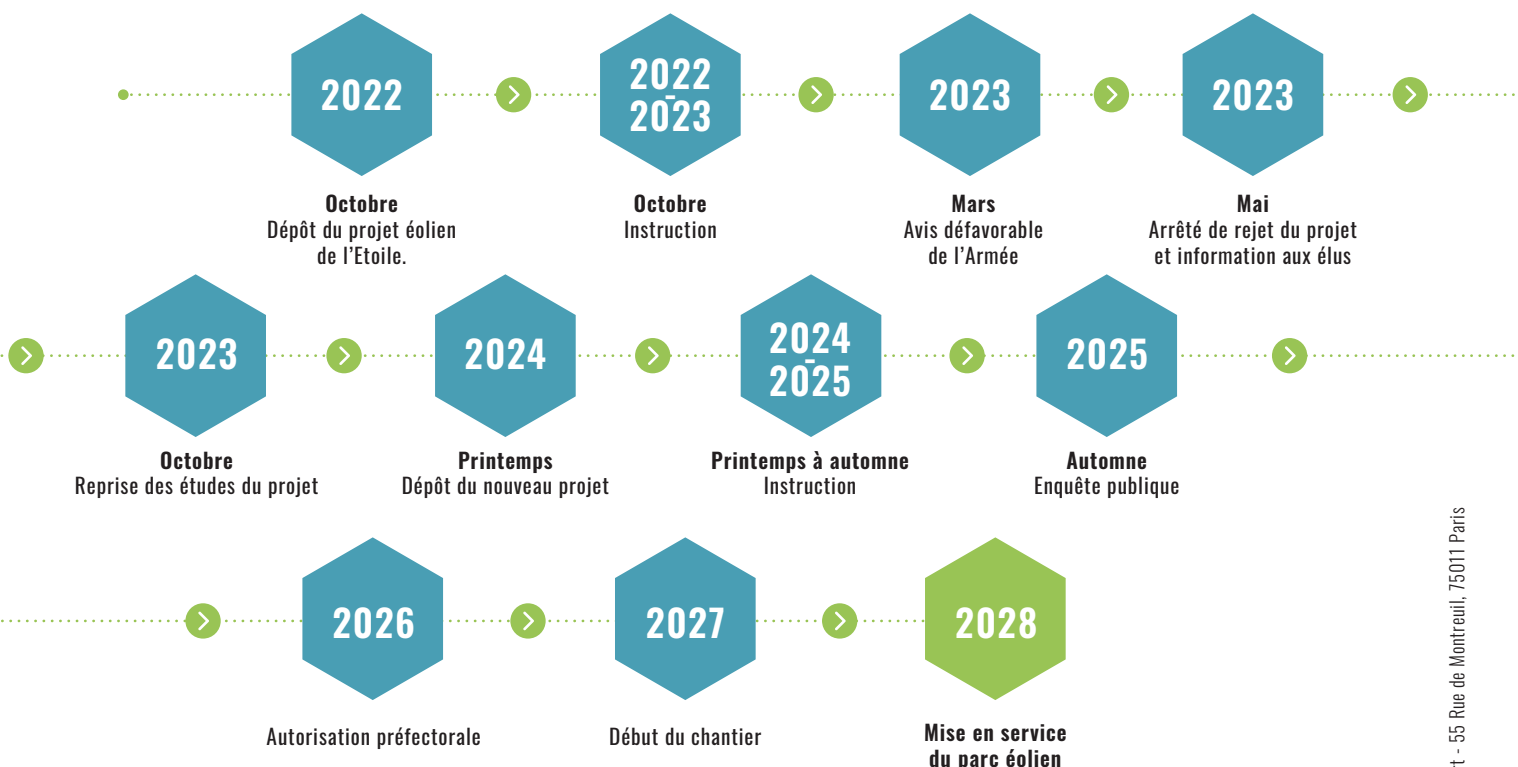 2022
2022
-
2023
2023
2023
Octobre
Dépôt du projet éolien
de l'Etoile.
Octobre
Instruction
Mars
Avis défavorable
de l'Armée
Mai
Arrêté de rejet du projet
et information aux élus
2023
2024
2024
-
2025
2025
Octobre
Reprise des études du projet
Printemps
Dépôt du nouveau projet
Printemps à automne
Instruction
Automne
Enquête publique
2026
2027
2028
Autorisation préfectorale
Début du chantier
Mise en service
du parc éolien
- 55 Rue de Montreuil, 75011 Paris